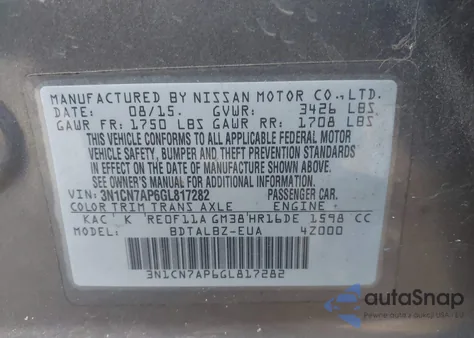 MANUFACTURED BY NISSAN MOTOR CO.,LTD.
DATE: 08/15. GVWR: 3426 LBS
GAWR FR: 1750 LBS GAWR RR: 1708 LBS
THIS VEHICLE CONFORMS TO ALL APPLICABLE FEDERAL MOTOR
VEHICLE SAFETY, BUMPER AND THEFT PREVENTION STANDARDS
IN EFFECT ON THE DATE OF MANUFACTURE SHOWN ABOVE.
SEE OWNER'S MANUAL FOR ADDITIONAL INFORMATION.
VIN: 3N1CN7AP6GL817282 PASSENGER CAR
COLOR TRIM TRANS AXLE ENGINE
KAC K RE0F11A GM38 HR16DE 1598 CC
MODEL: BDTALBZ-EUA 4Z000
3N1CN7AP6GL817282
autoSnap